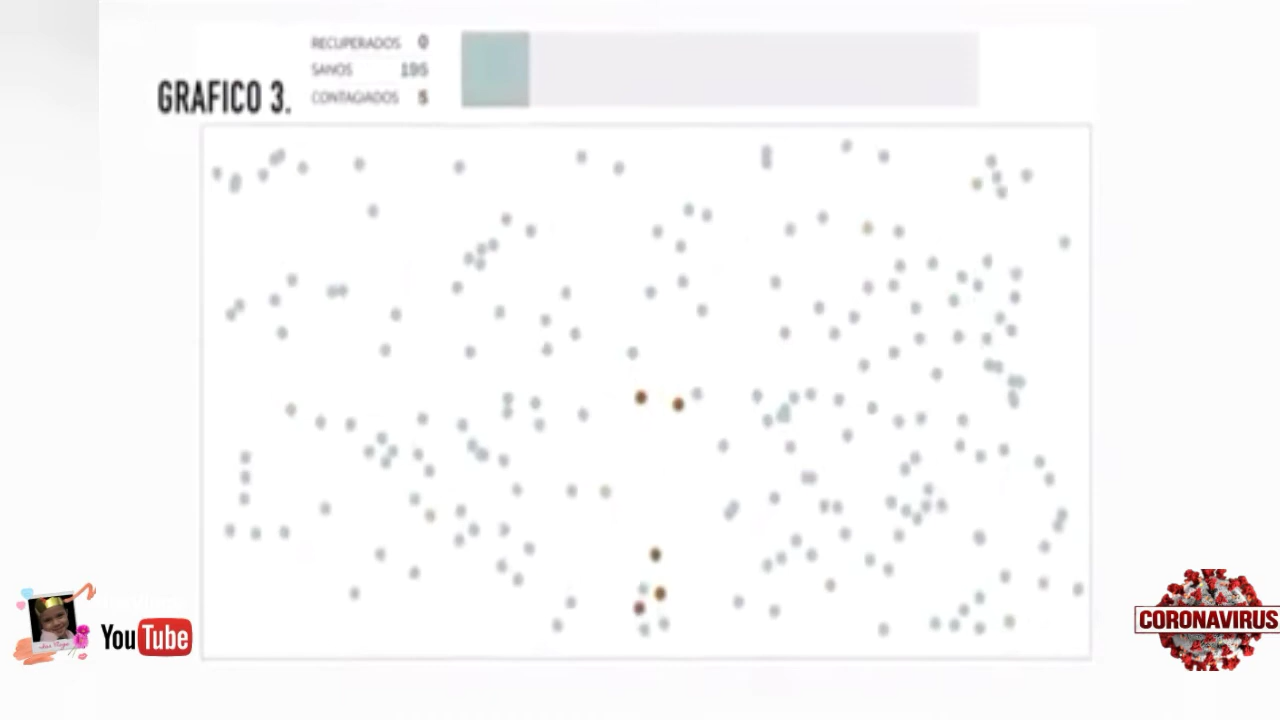 RECUPERADOS 0
SANOS 195
CONTAGIADOS 5
GRAFICO 3.
YouTube
CORONAVIRUS